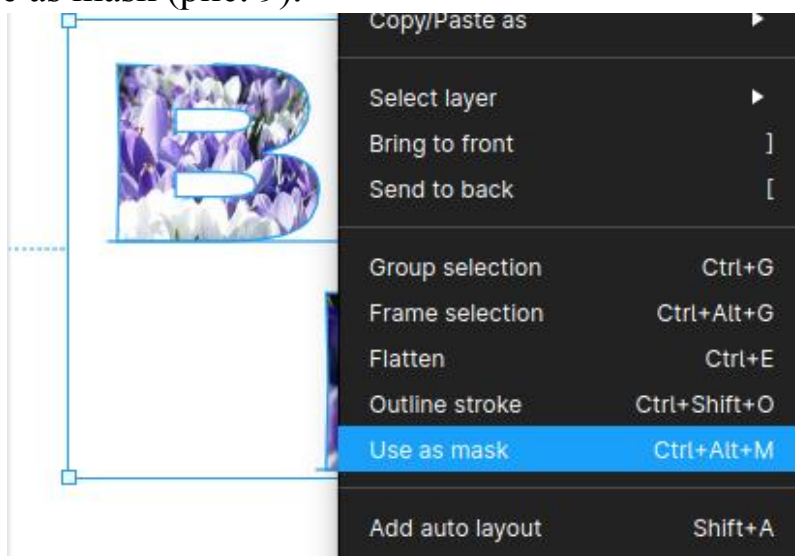 as mask (рис. 9).
Copy/Paste as
Select layer
Bring to front ]
Send to back [
Group selection Ctrl+G
Frame selection Ctrl+Alt+G
Flatten Ctrl+E
Outline stroke Ctrl+Shift+O
Use as mask Ctrl+Alt+M
Add auto layout Shift+A
B